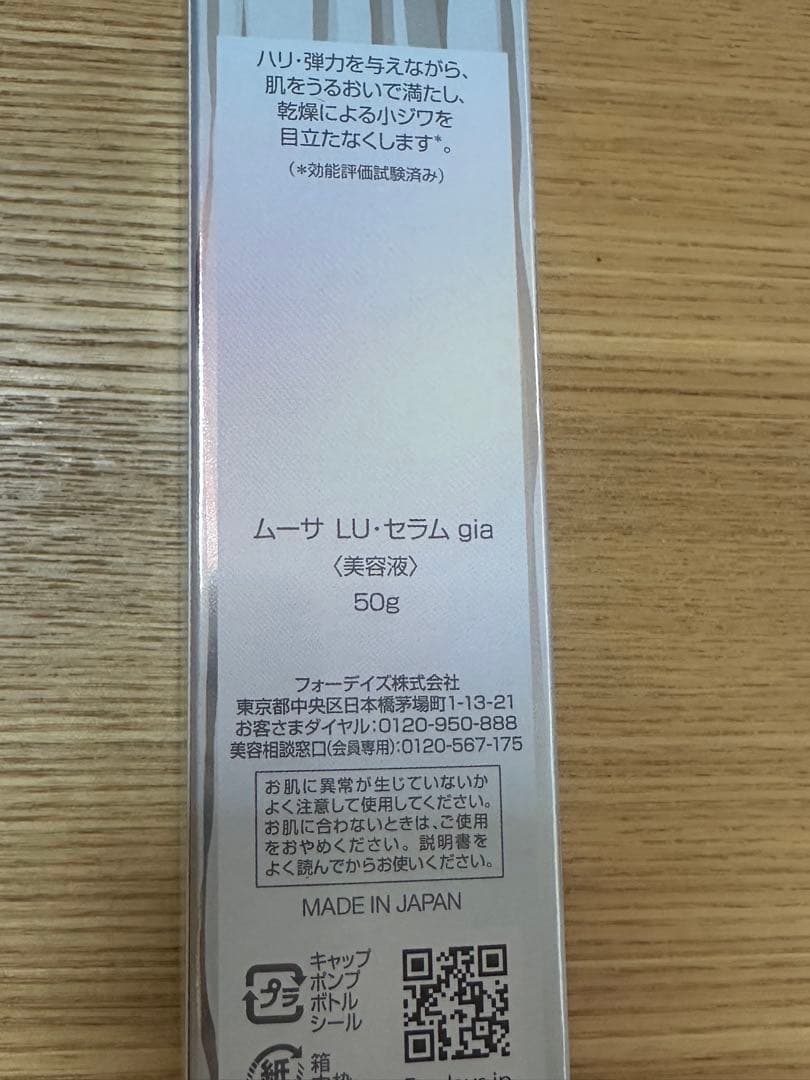 ハリ・弾力を与えながら、
肌をうるおいで満たし、
乾燥による小ジワを
目立たなくします*。
(*効能評価試験済み)
ムーサ LU・セラム gia
〈美容液〉
50g
フォーデイズ株式会社
東京都中央区日本橋茅場町1-13-21
お客さまダイヤル:0120-950-888
美容相談窓口(会員専用):0120-567-175
お肌に異常が生じていないか
よく注意して使用してください。
お肌に合わないときは、ご使用
をおやめください。説明書を
よく読んでからお使いください。
MADE IN JAPAN
プラ
キャップ
ポンプ
ボトル
シール
紙
箱